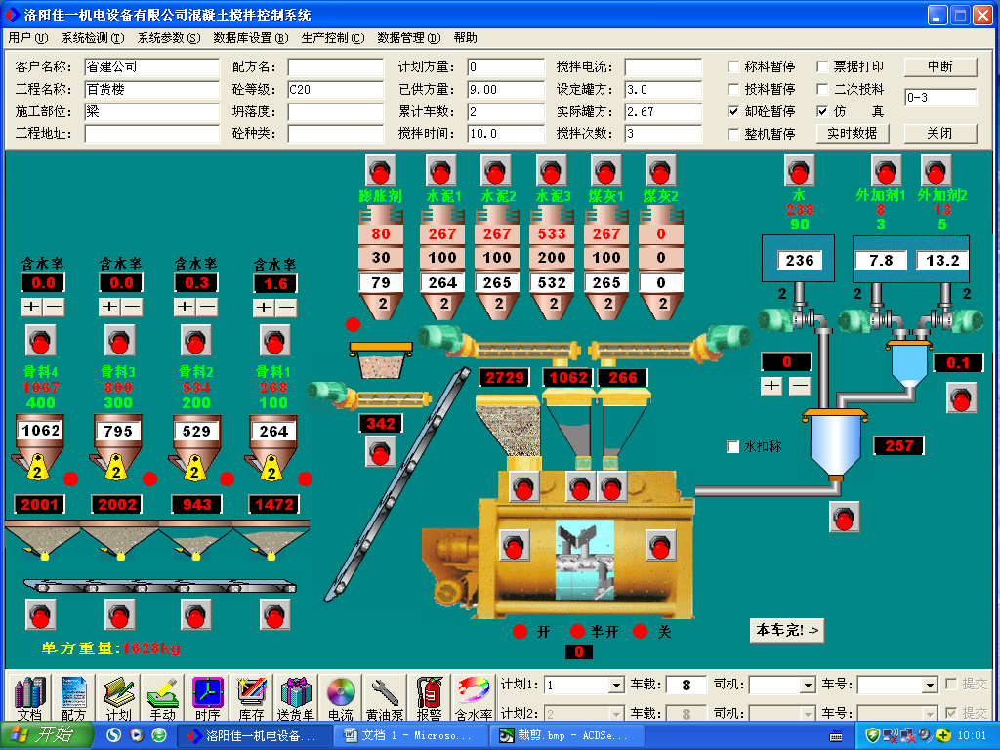 洛阳佳一机电设备有限公司混凝土搅拌控制系统
用户(U) 系统检测(T) 系统参数(S) 数据库设置(B) 生产控制(C) 数据管理(D) 帮助
客户名称: 省建公司 配方名: 计划方量: 0 搅拌电流: 称料暂停 票据打印 中断
工程名称: 百货楼 砼等级: C20 已供方量: 9.00 设定罐方: 3.0 投料暂停 二次投料 0-3
施工部位: 梁 坍落度: 累计车数: 2 实际罐方: 2.67 卸砼暂停 仿 真
工程地址: 砼种类: 搅拌时间: 10.0 搅拌次数: 3 整机暂停 实时数据 关闭
膨胀剂 水泥1 水泥2 水泥3 煤灰1 煤灰2 水 外加剂1 外加剂2
238 8 13
90 3 5
80 267 267 533 267 0
30 100 100 200 100 0
79 264 265 532 265 0
2 2 2 2 2 2
236 7.8 13.2
2 2 2
含水率 含水率 含水率 含水率
0.0 0.0 0.3 1.6
+ — + — + — + —
骨料4 骨料3 骨料2 骨料1
1067 800 534 268
400 300 200 100
1062 795 529 264
2 2 2 2
2001 2002 943 1472
342
2729 1062 266
0 0.1
+ —
水扣称 257
开 半开 关
0
本车完! ->
单方重量:1628kg
文档 配方 计划 手动 时序 库存 送货单 电流 黄油泵 报警 含水率
计划1: 1 车载: 8 司机: 车号: 提交
计划2: 2 车载: 8 司机: 车号: 提交
开始 洛阳佳一机电设备... 文档 1 - Microso... 裁剪.bmp - ACDSe... 10:01